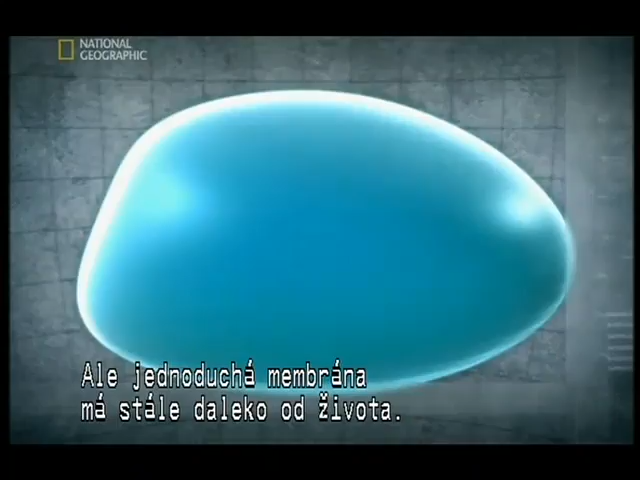 NATIONAL
GEOGRAPHIC
Ale jednoduchá membrána
má stále daleko od života.